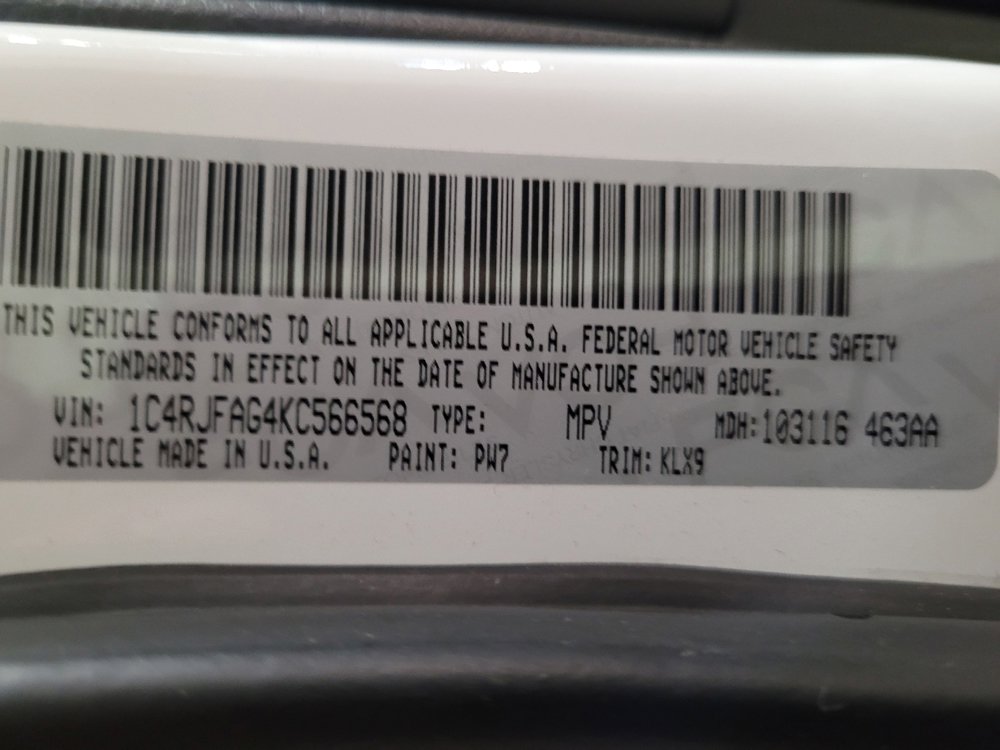 THIS VEHICLE CONFORMS TO ALL APPLICABLE U.S.A. FEDERAL MOTOR VEHICLE SAFETY
STANDARDS IN EFFECT ON THE DATE OF MANUFACTURE SHOWN ABOVE.
VIN: 1C4RJFAG4KC566568 TYPE: MPV MDH:103116 463AA
VEHICLE MADE IN U.S.A. PAINT: PW7 TRIM: KLX9